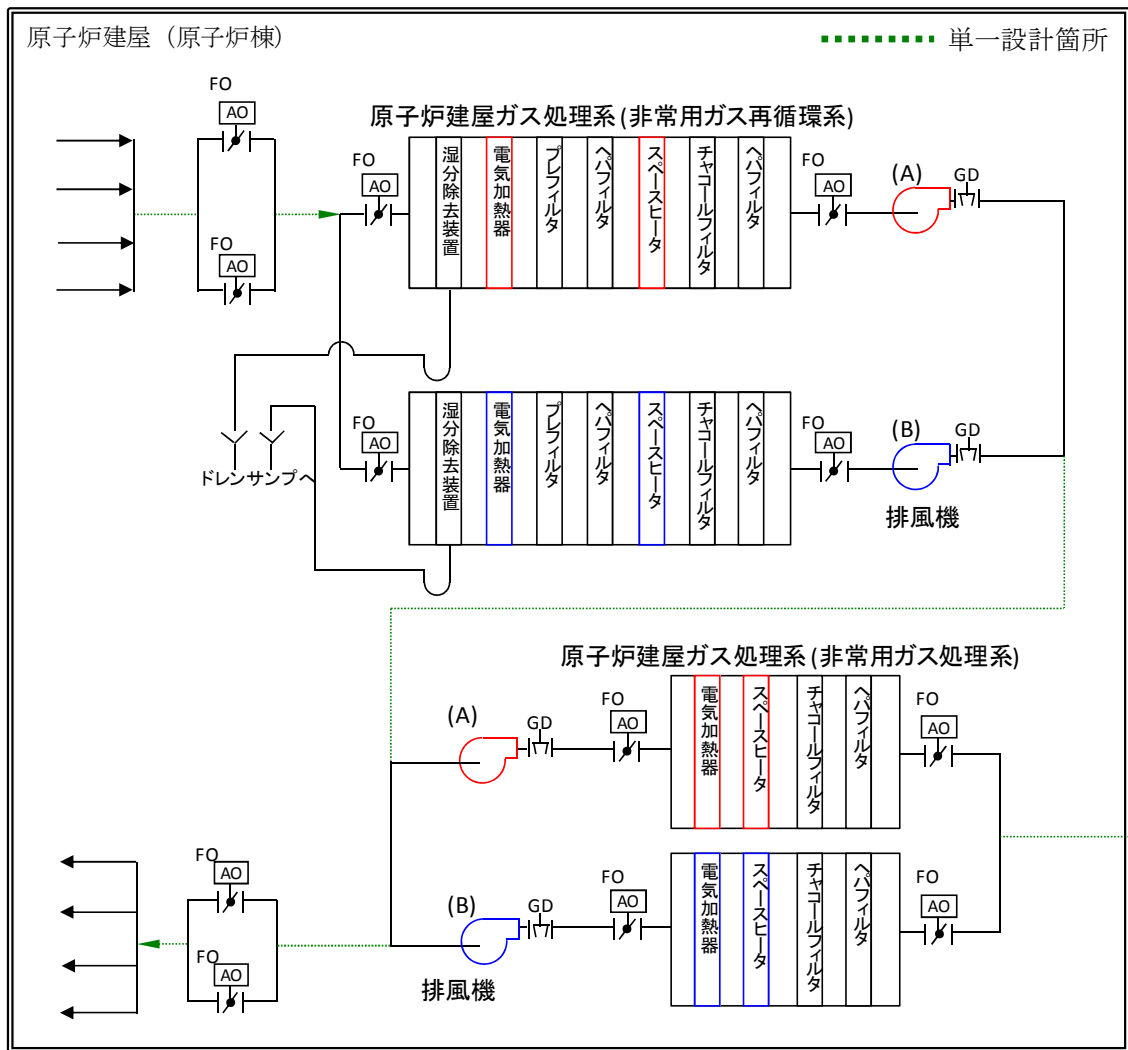 原子炉建屋（原子炉棟）
単一設計箇所
FO
AO
原子炉建屋ガス処理系(非常用ガス再循環系)
FO
AO
湿分除去装置
電気加熱器
プレフィルタ
ヘパフィルタ
スペースヒータ
チャコールフィルタ
ヘパフィルタ
FO
AO
(A)
GD
FO
AO
FO
AO
湿分除去装置
電気加熱器
プレフィルタ
ヘパフィルタ
スペースヒータ
チャコールフィルタ
ヘパフィルタ
FO
AO
(B)
GD
排風機
ドレンサンプへ
原子炉建屋ガス処理系(非常用ガス処理系)
(A)
GD
FO
AO
電気加熱器
スペースヒータ
チャコールフィルタ
ヘパフィルタ
FO
AO
FO
AO
(B)
GD
FO
AO
電気加熱器
スペースヒータ
チャコールフィルタ
ヘパフィルタ
FO
AO
FO
AO
排風機